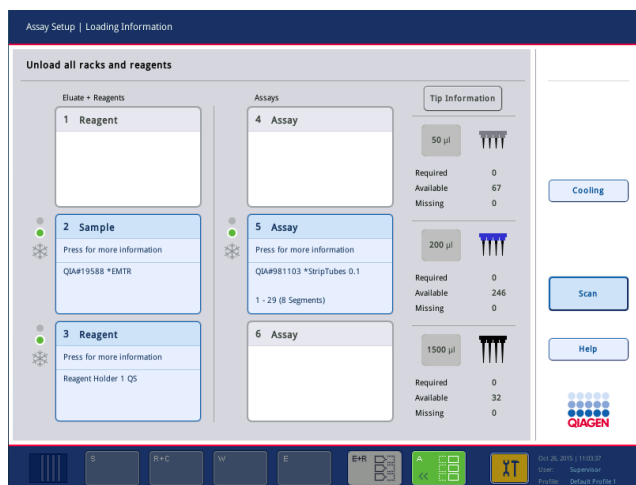 Assay Setup | Loading Information
Unload all racks and reagents
Eluate + Reagents
Assays
Tip Information
1 Reagent
4 Assay
50 µl
Required 0
Available 67
Missing 0
Cooling
2 Sample
Press for more information
QIA#19588 *EMTR
5 Assay
Press for more information
QIA#981103 *StripTubes 0.1
1 - 29 (8 Segments)
200 µl
Required 0
Available 246
Missing 0
Scan
3 Reagent
Press for more information
Reagent Holder 1 QS
6 Assay
1500 µl
Required 0
Available 32
Missing 0
Help
QIAGEN
S
R+C
W
E
E+R
A
Oct 26, 2015 | 11:03:37
User: Supervisor
Profile: Default Profile 1